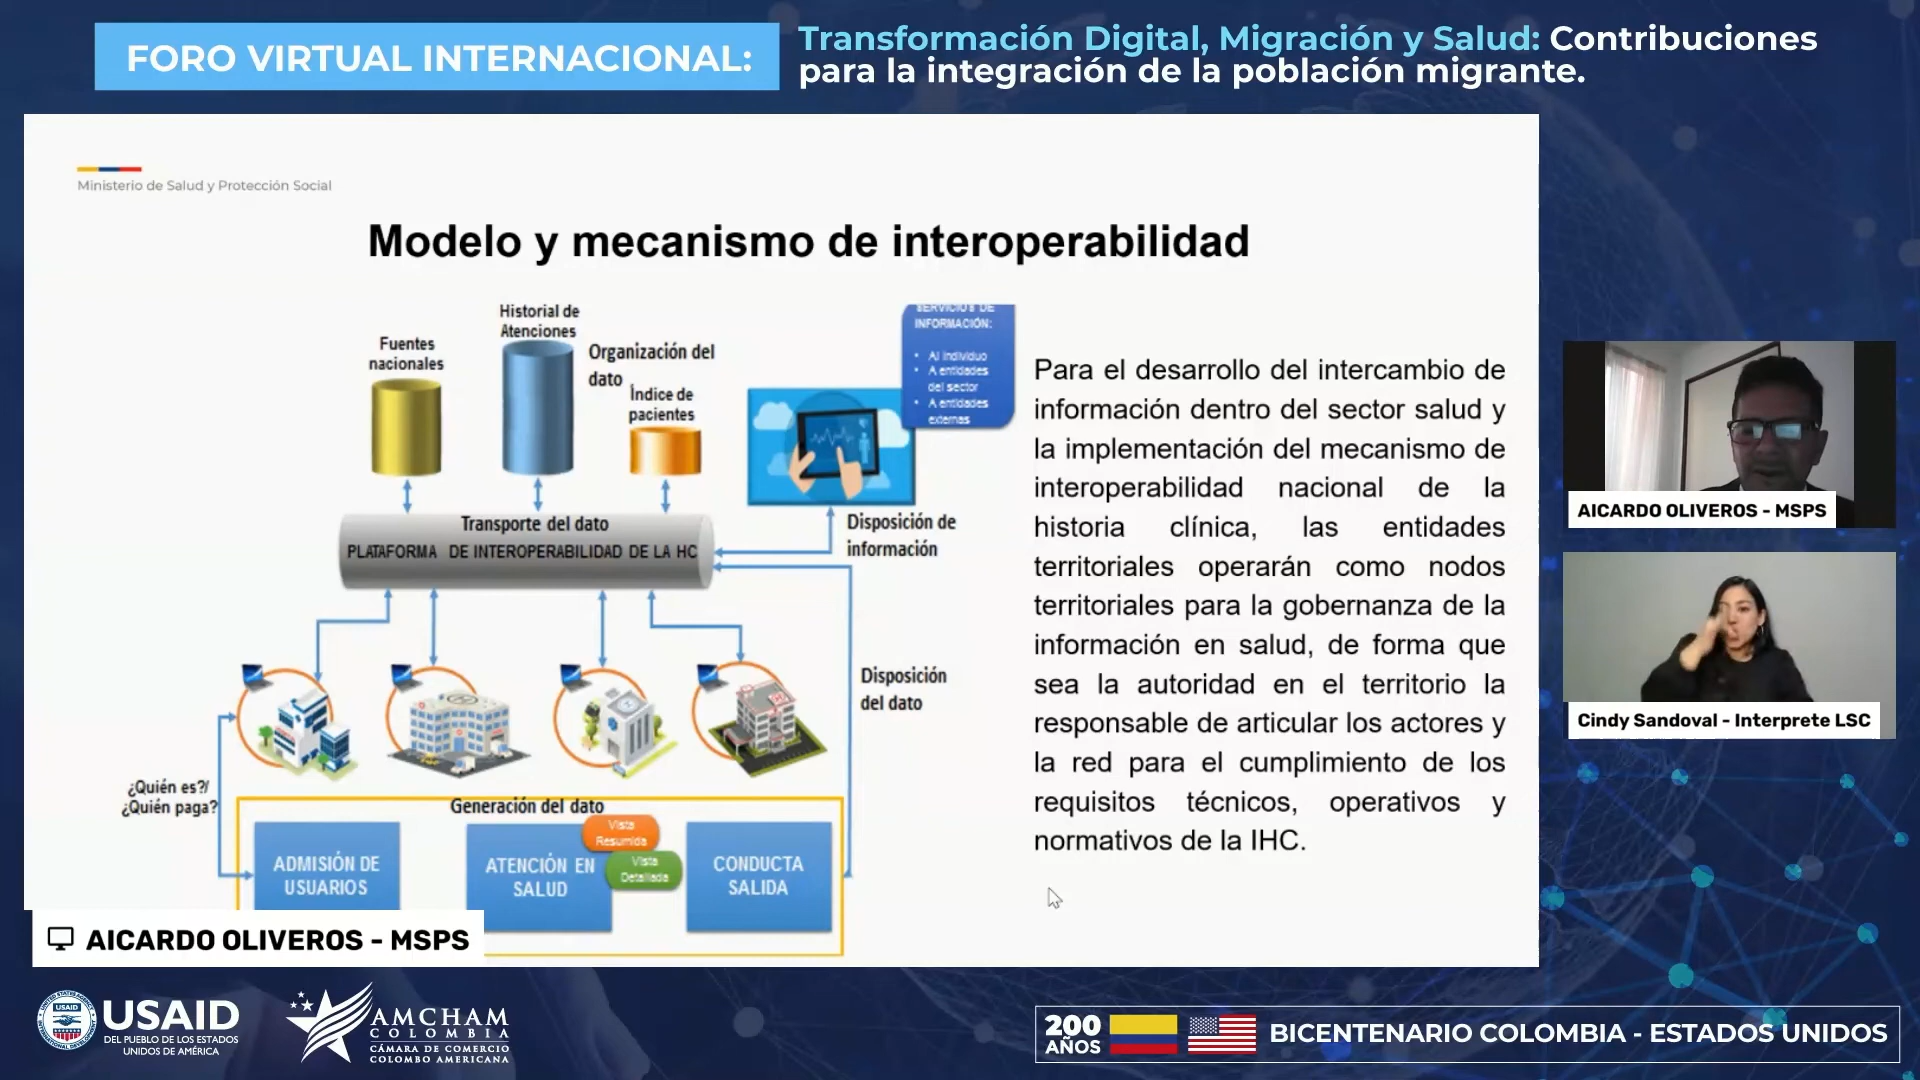 FORO VIRTUAL INTERNACIONAL:
Transformación Digital, Migración y Salud: Contribuciones
para la integración de la población migrante.
Ministerio de Salud y Protección Social
Modelo y mecanismo de interoperabilidad
Fuentes
nacionales
Historial de
Atenciones
Organización del
dato
Índice de
pacientes
SERVICIOS DE
INFORMACIÓN:
• Al individuo
• A entidades
del sector
• A entidades
externas
Transporte del dato
PLATAFORMA DE INTEROPERABILIDAD DE LA HC
Disposición de
información
Disposición
del dato
¿Quién es?/
¿Quién paga?
Generación del dato
ADMISIÓN DE
USUARIOS
ATENCIÓN EN
SALUD
Vista
Resumida
Vista
Detallada
CONDUCTA
SALIDA
Para el desarrollo del intercambio de
información dentro del sector salud y
la implementación del mecanismo de
interoperabilidad nacional de la
historia clínica, las entidades
territoriales operarán como nodos
territoriales para la gobernanza de la
información en salud, de forma que
sea la autoridad en el territorio la
responsable de articular los actores y
la red para el cumplimiento de los
requisitos técnicos, operativos y
normativos de la IHC.
AICARDO OLIVEROS - MSPS
Cindy Sandoval - Interprete LSC
AICARDO OLIVEROS - MSPS
USAID
USAID
DEL PUEBLO DE LOS ESTADOS
UNIDOS DE AMÉRICA
AMCHAM
COLOMBIA
CÁMARA DE COMERCIO
COLOMBO AMERICANA
200
AÑOS
BICENTENARIO COLOMBIA - ESTADOS UNIDOS